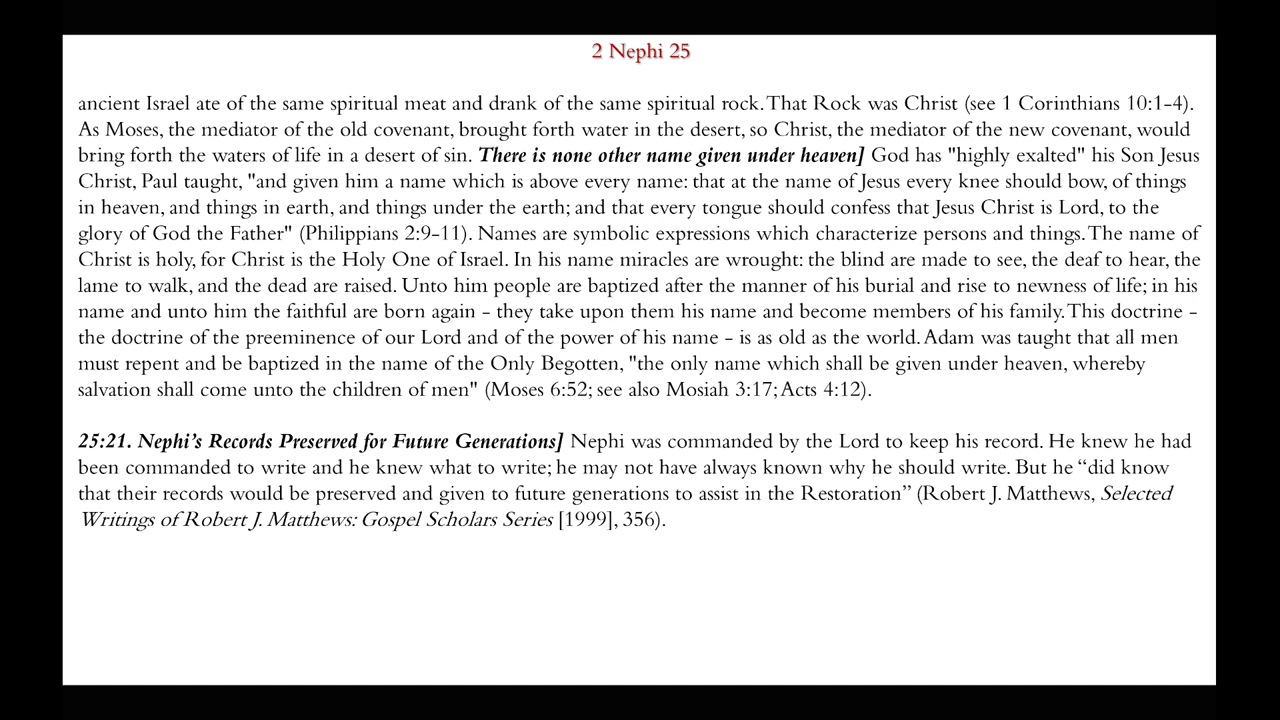 2 Nephi 25
ancient Israel ate of the same spiritual meat and drank of the same spiritual rock. That Rock was Christ (see 1 Corinthians 10:1-4).
As Moses, the mediator of the old covenant, brought forth water in the desert, so Christ, the mediator of the new covenant, would
bring forth the waters of life in a desert of sin. There is none other name given under heaven] God has "highly exalted" his Son Jesus
Christ, Paul taught, "and given him a name which is above every name: that at the name of Jesus every knee should bow, of things
in heaven, and things in earth, and things under the earth; and that every tongue should confess that Jesus Christ is Lord, to the
glory of God the Father" (Philippians 2:9-11). Names are symbolic expressions which characterize persons and things. The name of
Christ is holy, for Christ is the Holy One of Israel. In his name miracles are wrought: the blind are made to see, the deaf to hear, the
lame to walk, and the dead are raised. Unto him people are baptized after the manner of his burial and rise to newness of life; in his
name and unto him the faithful are born again - they take upon them his name and become members of his family. This doctrine -
the doctrine of the preeminence of our Lord and of the power of his name - is as old as the world. Adam was taught that all men
must repent and be baptized in the name of the Only Begotten, "the only name which shall be given under heaven, whereby
salvation shall come unto the children of men" (Moses 6:52; see also Mosiah 3:17; Acts 4:12).
25:21. Nephi’s Records Preserved for Future Generations] Nephi was commanded by the Lord to keep his record. He knew he had
been commanded to write and he knew what to write; he may not have always known why he should write. But he “did know
that their records would be preserved and given to future generations to assist in the Restoration” (Robert J. Matthews, Selected
Writings of Robert J. Matthews: Gospel Scholars Series [1999], 356).